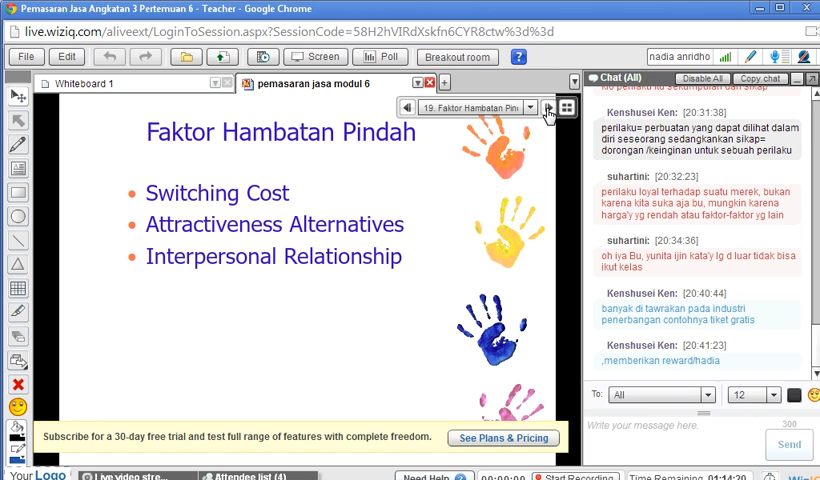 Pemasaran Jasa Angkatan 3 Pertemuan 6 - Teacher - Google Chrome
live.wiziq.com/aliveext/LoginToSession.aspx?SessionCode=58H2hVIRdXskfn6CYR8ctw%3d%3d
File Edit Screen Poll Breakout room ? nadia anridho
Whiteboard 1 pemasaran jasa modul 6
19. Faktor Hambatan Pin
Faktor Hambatan Pindah
• Switching Cost
• Attractiveness Alternatives
• Interpersonal Relationship
Subscribe for a 30-day free trial and test full range of features with complete freedom. See Plans & Pricing
Chat (All) Disable All Copy chat
Kenshusei Ken: [20:31:38]
perilaku= perbuatan yang dapat dilihat dalam
diri seseorang sedangkankan sikap=
dorongan /keinginan untuk sebuah perilaku
suhartini: [20:32:23]
perilaku loyal terhadap suatu merek, bukan
karena kita suka aja bu, mungkin karena
harga'y yg rendah atau faktor-faktor yg lain
suhartini: [20:34:36]
oh iya Bu, yunita ijin kata'y lg d luar tidak bisa
ikut kelas
Kenshusei Ken: [20:40:44]
banyak di tawrakan pada industri
penerbangan contohnya tiket gratis
Kenshusei Ken: [20:41:23]
,memberikan reward/hadia
To: All 12
Write your message here. 300
Send
Your Logo Live video stre... Attendee list (4) Need Help ? 00:00:00 Start Recording Time Remaining 01:14:20